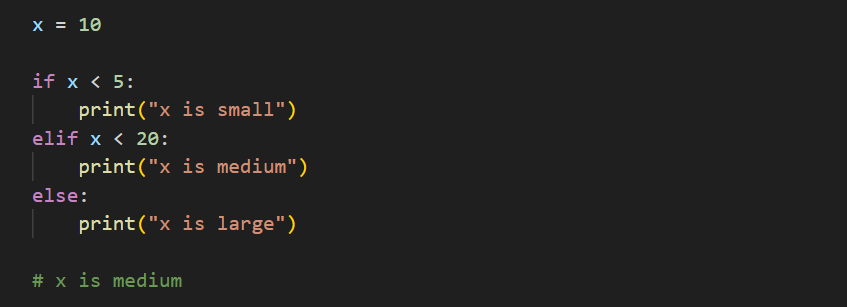 x = 10
if x < 5:
    print("x is small")
elif x < 20:
    print("x is medium")
else:
    print("x is large")
# x is medium